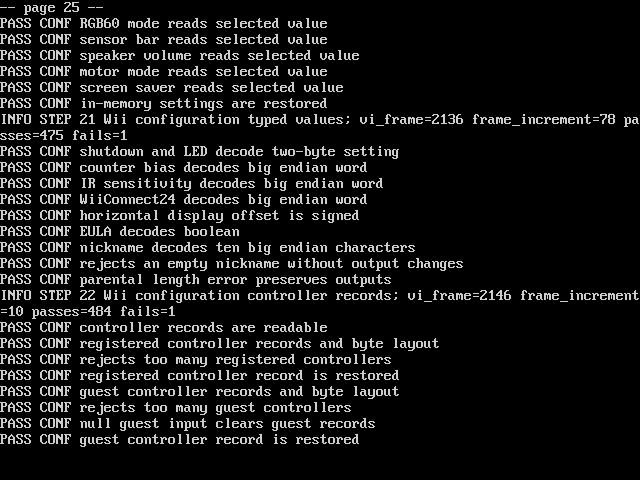 -- page 25 --
PASS CONF RGB60 mode reads selected value
PASS CONF sensor bar reads selected value
PASS CONF speaker volume reads selected value
PASS CONF motor mode reads selected value
PASS CONF screen saver reads selected value
PASS CONF in-memory settings are restored
INFO STEP 21 Wii configuration typed values; vi_frame=2136 frame_increment=78 pa
sses=475 fails=1
PASS CONF shutdown and LED decode two-byte setting
PASS CONF counter bias decodes big endian word
PASS CONF IR sensitivity decodes big endian word
PASS CONF WiiConnect24 decodes big endian word
PASS CONF horizontal display offset is signed
PASS CONF EULA decodes boolean
PASS CONF nickname decodes ten big endian characters
PASS CONF rejects an empty nickname without output changes
PASS CONF parental length error preserves outputs
INFO STEP 22 Wii configuration controller records; vi_frame=2146 frame_increment
=10 passes=484 fails=1
PASS CONF controller records are readable
PASS CONF registered controller records and byte layout
PASS CONF rejects too many registered controllers
PASS CONF registered controller record is restored
PASS CONF guest controller records and byte layout
PASS CONF rejects too many guest controllers
PASS CONF null guest input clears guest records
PASS CONF guest controller record is restored